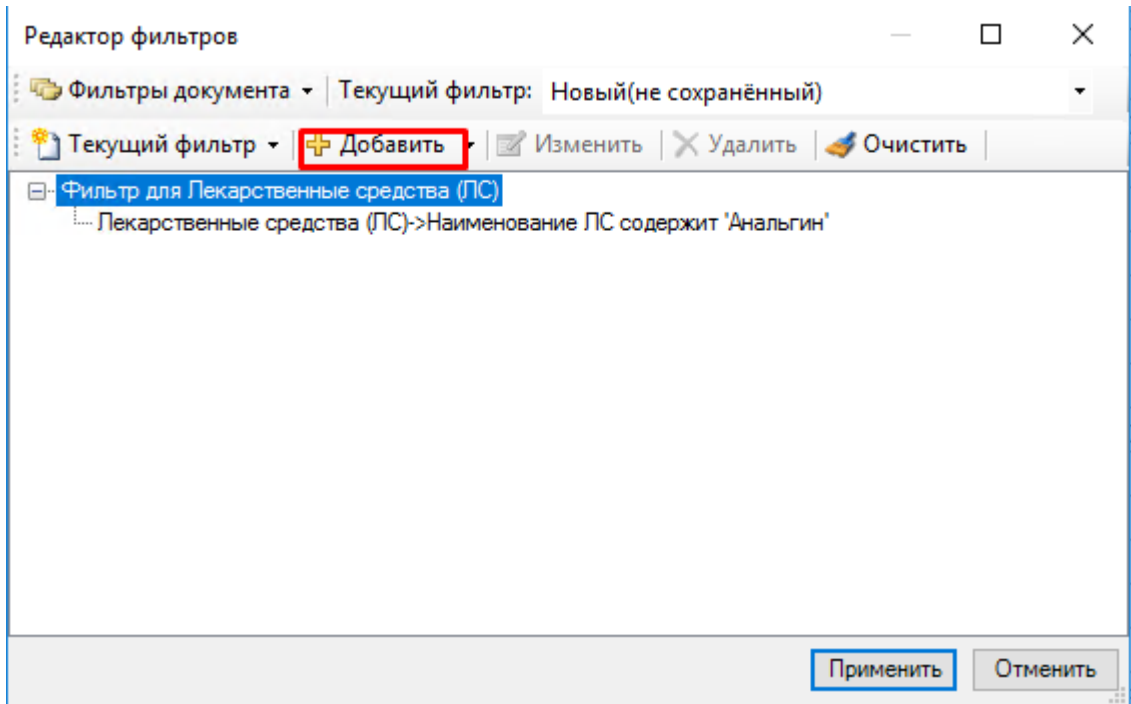 Редактор фильтров
Фильтры документа Текущий фильтр: Новый(не сохранённый)
Текущий фильтр Добавить Изменить Удалить Очистить
Фильтр для Лекарственные средства (ЛС)
Лекарственные средства (ЛС)->Наименование ЛС содержит 'Анальгин'
Применить Отменить